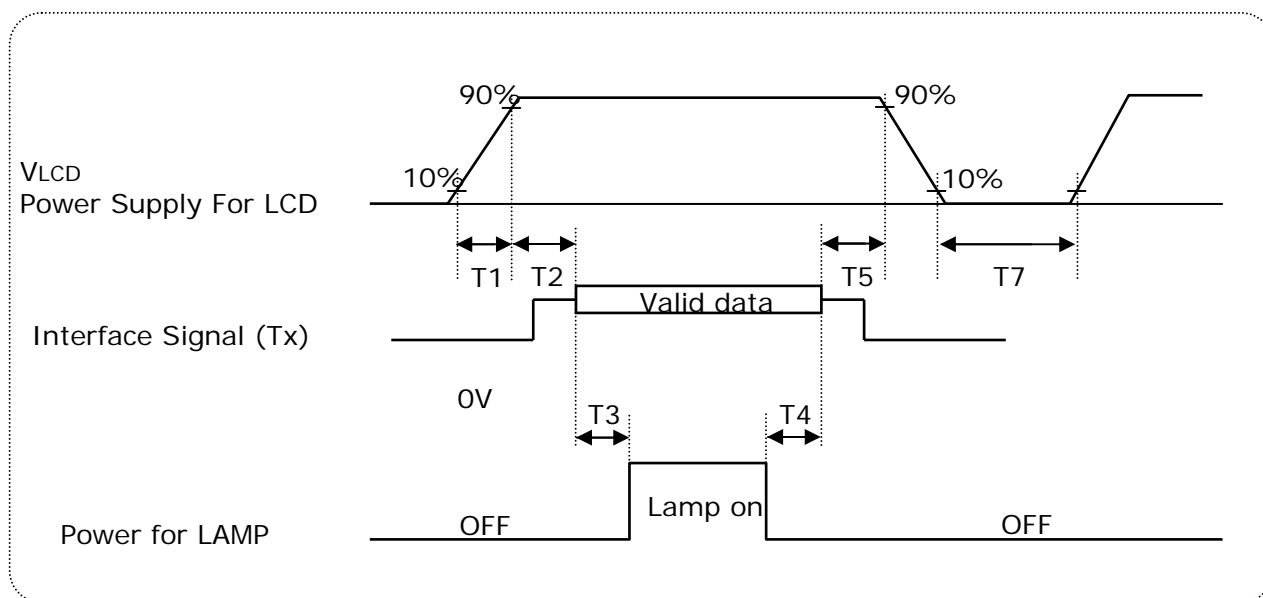 90%
90%
VLCD
10%
10%
Power Supply For LCD
T1
T2
T5
T7
Valid data
Interface Signal (Tx)
0V
T3
T4
Lamp on
Power for LAMP
OFF
OFF